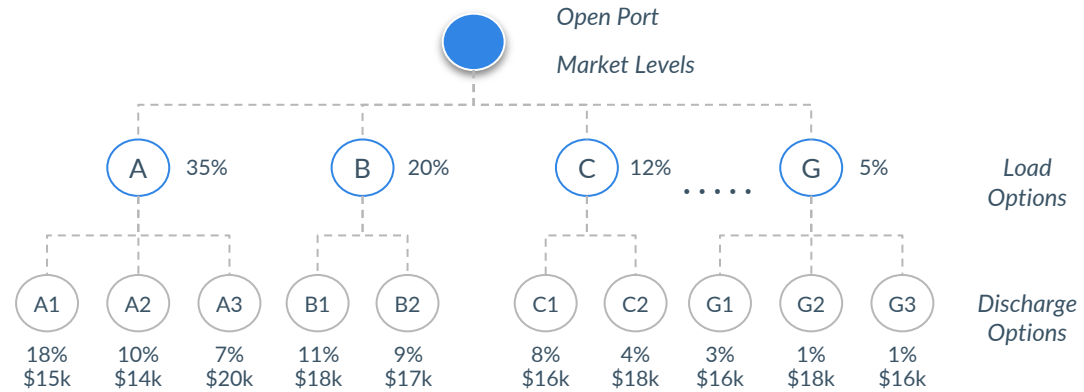 Open Port
Market Levels
A 35% B 20% C 12% ..... G 5%
Load
Options
A1 A2 A3 B1 B2 C1 C2 G1 G2 G3
Discharge
Options
18% 10% 7% 11% 9% 8% 4% 3% 1% 1%
$15k $14k $20k $18k $17k $16k $18k $16k $18k $16k